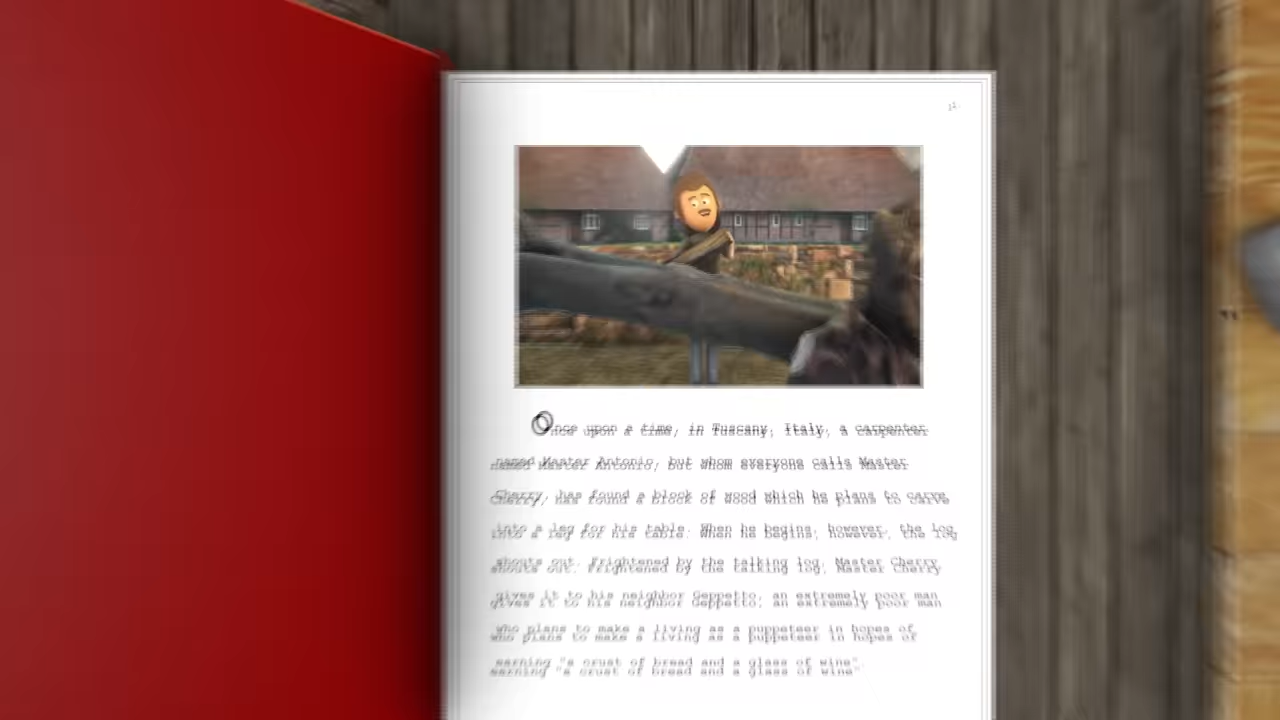 Once upon a time, in Tuscany, Italy, a carpenter
named Master Antonio, but whom everyone calls Master
Cherry, has found a block of wood which he plans to carve
into a leg for his table. When he begins, however, the log
shouts out. Frightened by the talking log, Master Cherry
gives it to his neighbor Geppetto, an extremely poor man
who plans to make a living as a puppeteer in hopes of
earning "a crust of bread and a glass of wine".